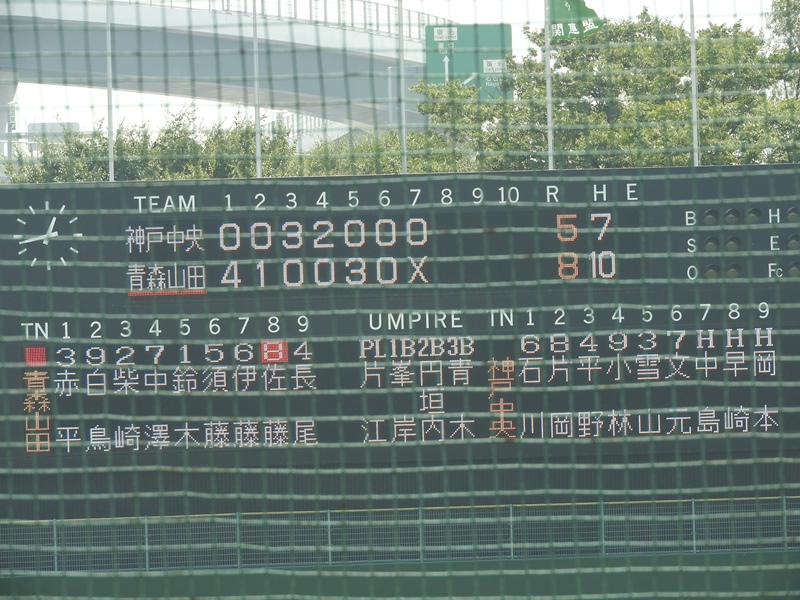 関連盟
TEAM 1 2 3 4 5 6 7 8 9 10 R H E
神戸中央 0 0 3 2 0 0 0 5 7
青森山田 4 1 0 0 3 0 X 8 10
B H
S E
O Fc
TN 1 2 3 4 5 6 7 8 9 UMPIRE TN 1 2 3 4 5 6 7 8 9
3 9 2 7 1 5 6 8 4 PL 1B 2B 3B 6 8 4 9 3 7 H H H
青森山田 赤平 白鳥 柴崎 中澤 鈴木 須藤 伊藤 佐藤 長尾 片江 峯岸 円垣内 青木 神戸中央 石川 片岡 平野 小林 雪山 文元 中島 早崎 岡本